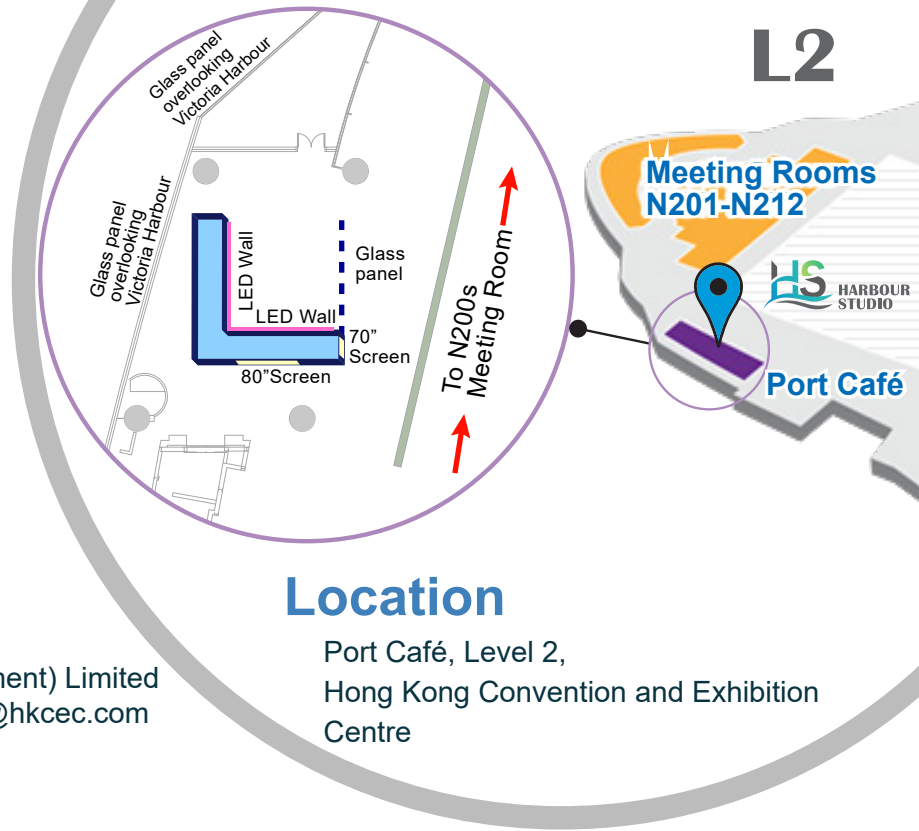 L2
Glass panel
overlooking
Victoria Harbour
Glass panel
overlooking
Victoria Harbour
LED Wall
LED Wall
Glass
panel
70”
Screen
80”Screen
To N200s
Meeting Room
Meeting Rooms
N201-N212
HS HARBOUR
STUDIO
Port Café
Location
Port Café, Level 2,
Hong Kong Convention and Exhibition
Centre
ment) Limited
@hkcec.com